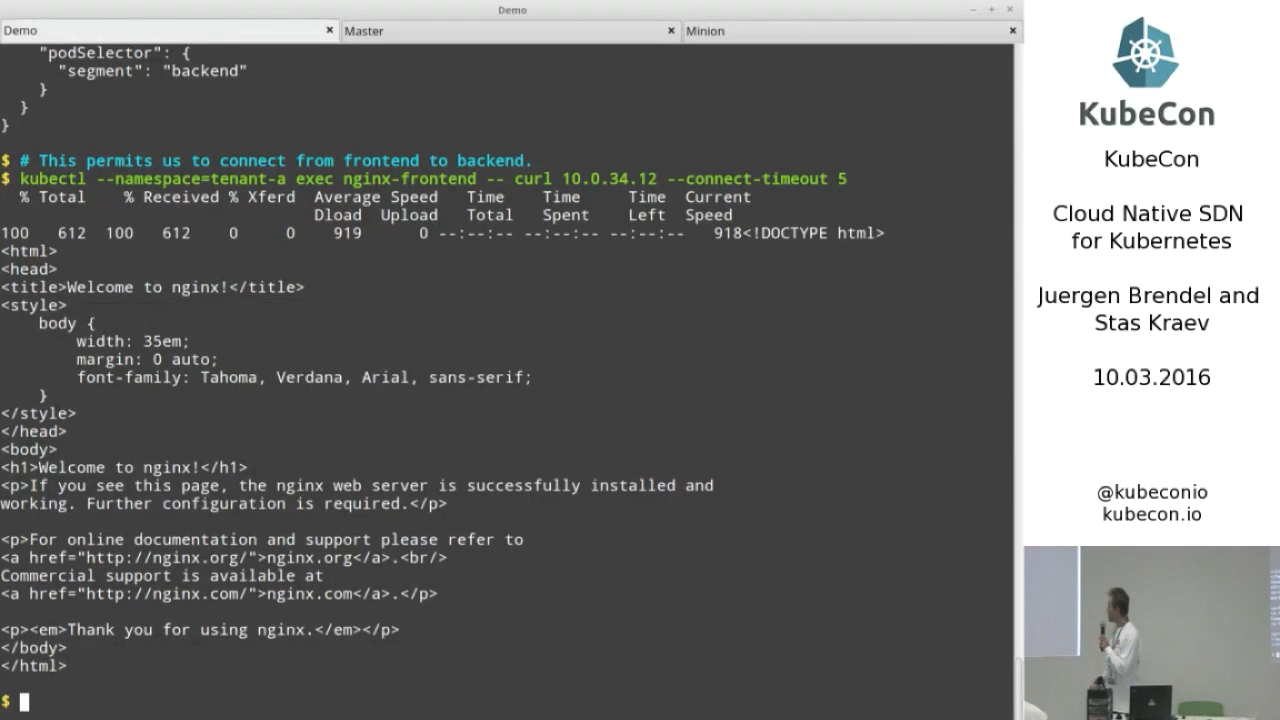 Demo
Demo
Master
Minion
"podSelector": {
"segment": "backend"
}
}
}
$ # This permits us to connect from frontend to backend.
$ kubectl --namespace=tenant-a exec nginx-frontend -- curl 10.0.34.12 --connect-timeout 5
% Total % Received % Xferd Average Speed Time Time Time Current
Dload Upload Total Spent Left Speed
100 612 100 612 0 0 919 0 --:--:-- --:--:-- --:--:-- 918<!DOCTYPE html>
<html>
<head>
<title>Welcome to nginx!</title>
<style>
body {
width: 35em;
margin: 0 auto;
font-family: Tahoma, Verdana, Arial, sans-serif;
}
</style>
</head>
<body>
<h1>Welcome to nginx!</h1>
<p>If you see this page, the nginx web server is successfully installed and
working. Further configuration is required.</p>
<p>For online documentation and support please refer to
<a href="http://nginx.org/">nginx.org</a>.<br/>
Commercial support is available at
<a href="http://nginx.com/">nginx.com</a>.</p>
<p><em>Thank you for using nginx.</em></p>
</body>
</html>
$
KubeCon
KubeCon
Cloud Native SDN
for Kubernetes
Juergen Brendel and
Stas Kraev
10.03.2016
@kubeconio
kubecon.io